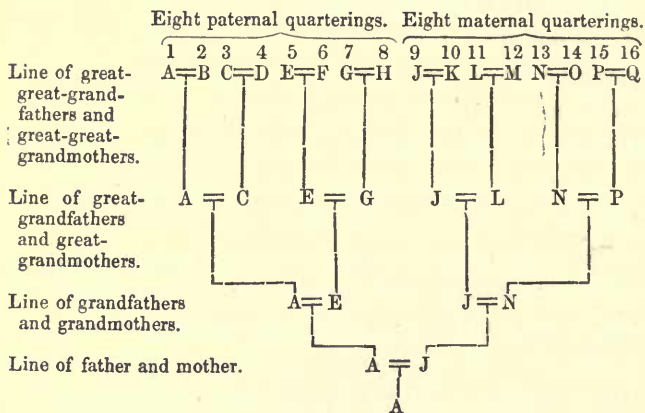 Eight paternal quarterings. Eight maternal quarterings.
1 2 3 4 5 6 7 8 9 10 11 12 13 14 15 16
Line of great-
great-grand-
fathers and
great-great-
grandmothers.
A=B C=D E=F G=H J=K L=M N=O P=Q
Line of great-
grandfathers
and great-
grandmothers.
A = C E = G J = L N = P
Line of grandfathers
and grandmothers.
A=E J=N
Line of father and mother.
A = J
A